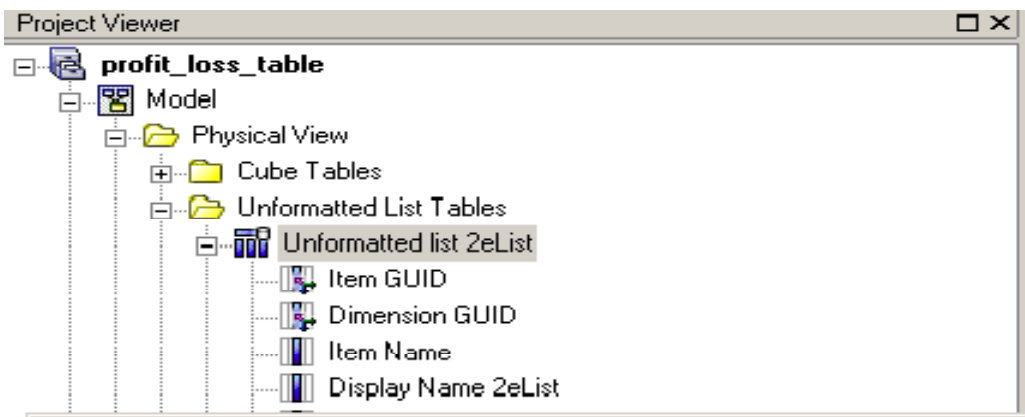 Project Viewer
profit_loss_table
Model
Physical View
Cube Tables
Unformatted List Tables
Unformatted list 2eList
Item GUID
Dimension GUID
Item Name
Display Name 2eList